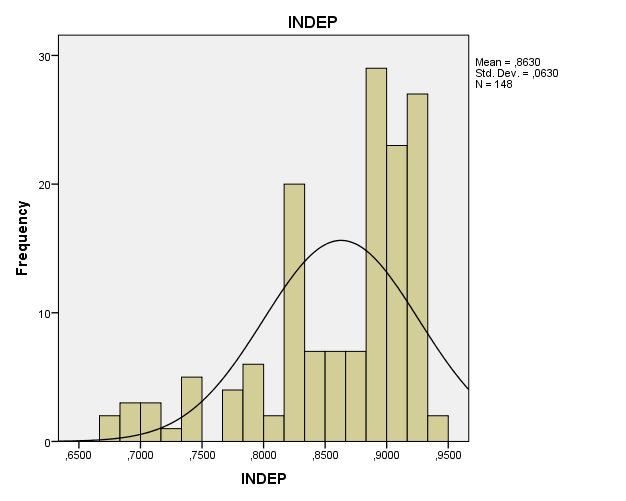 INDEP
Mean = ,8630
Std. Dev. = ,0630
N = 148
30
20
10
0
Frequency
,6500 ,7000 ,7500 ,8000 ,8500 ,9000 ,9500
INDEP